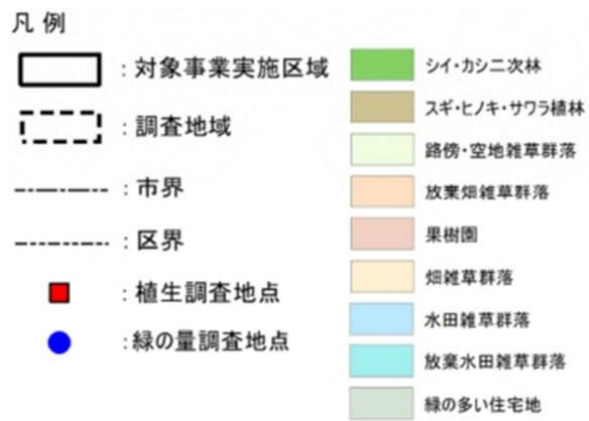 凡 例
: 対象事業実施区域
: 調査地域
: 市界
: 区界
: 植生調査地点
: 緑の量調査地点
シイ・カシ二次林
スギ・ヒノキ・サワラ植林
路傍・空地雑草群落
放棄畑雑草群落
果樹園
畑雑草群落
水田雑草群落
放棄水田雑草群落
緑の多い住宅地